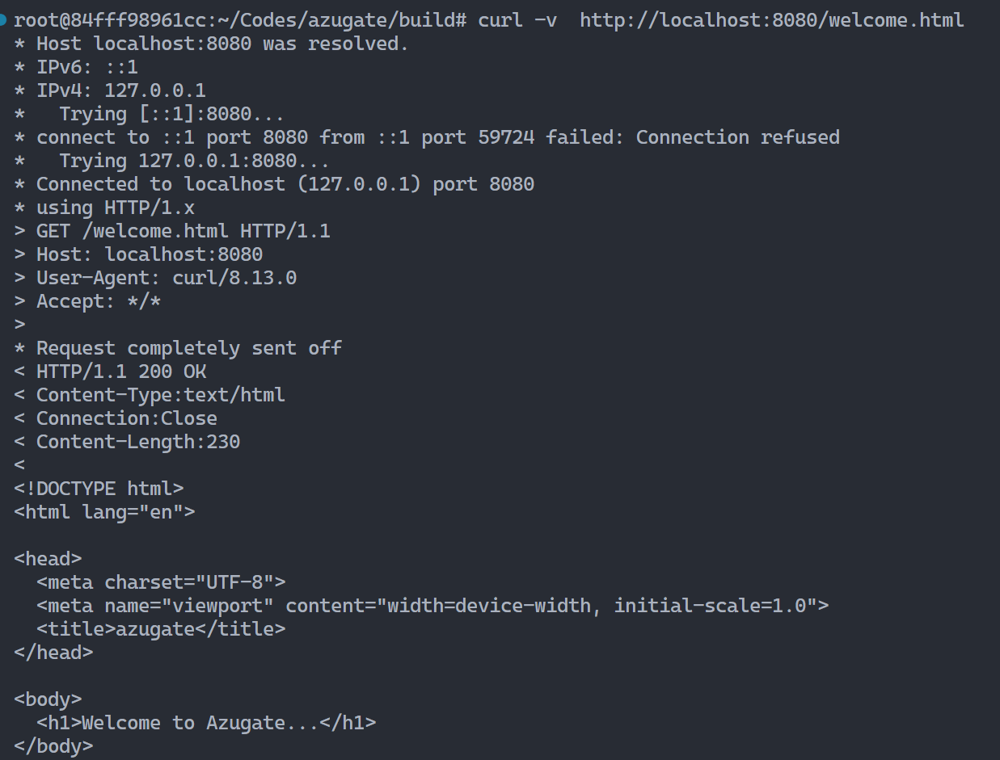 root@84fff98961cc:~/Codes/azugate/build# curl -v  http://localhost:8080/welcome.html
* Host localhost:8080 was resolved.
* IPv6: ::1
* IPv4: 127.0.0.1
*   Trying [::1]:8080...
* connect to ::1 port 8080 from ::1 port 59724 failed: Connection refused
*   Trying 127.0.0.1:8080...
* Connected to localhost (127.0.0.1) port 8080
* using HTTP/1.x
> GET /welcome.html HTTP/1.1
> Host: localhost:8080
> User-Agent: curl/8.13.0
> Accept: */*
>
* Request completely sent off
< HTTP/1.1 200 OK
< Content-Type:text/html
< Connection:Close
< Content-Length:230
<
<!DOCTYPE html>
<html lang="en">

<head>
  <meta charset="UTF-8">
  <meta name="viewport" content="width=device-width, initial-scale=1.0">
  <title>azugate</title>
</head>

<body>
  <h1>Welcome to Azugate...</h1>
</body>